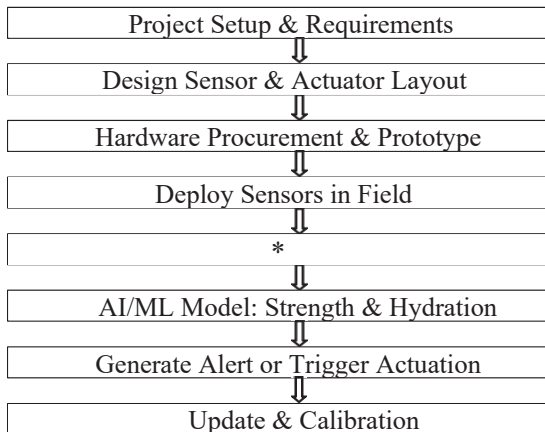 Project Setup & Requirements
Design Sensor & Actuator Layout
Hardware Procurement & Prototype
Deploy Sensors in Field
*
AI/ML Model: Strength & Hydration
Generate Alert or Trigger Actuation
Update & Calibration